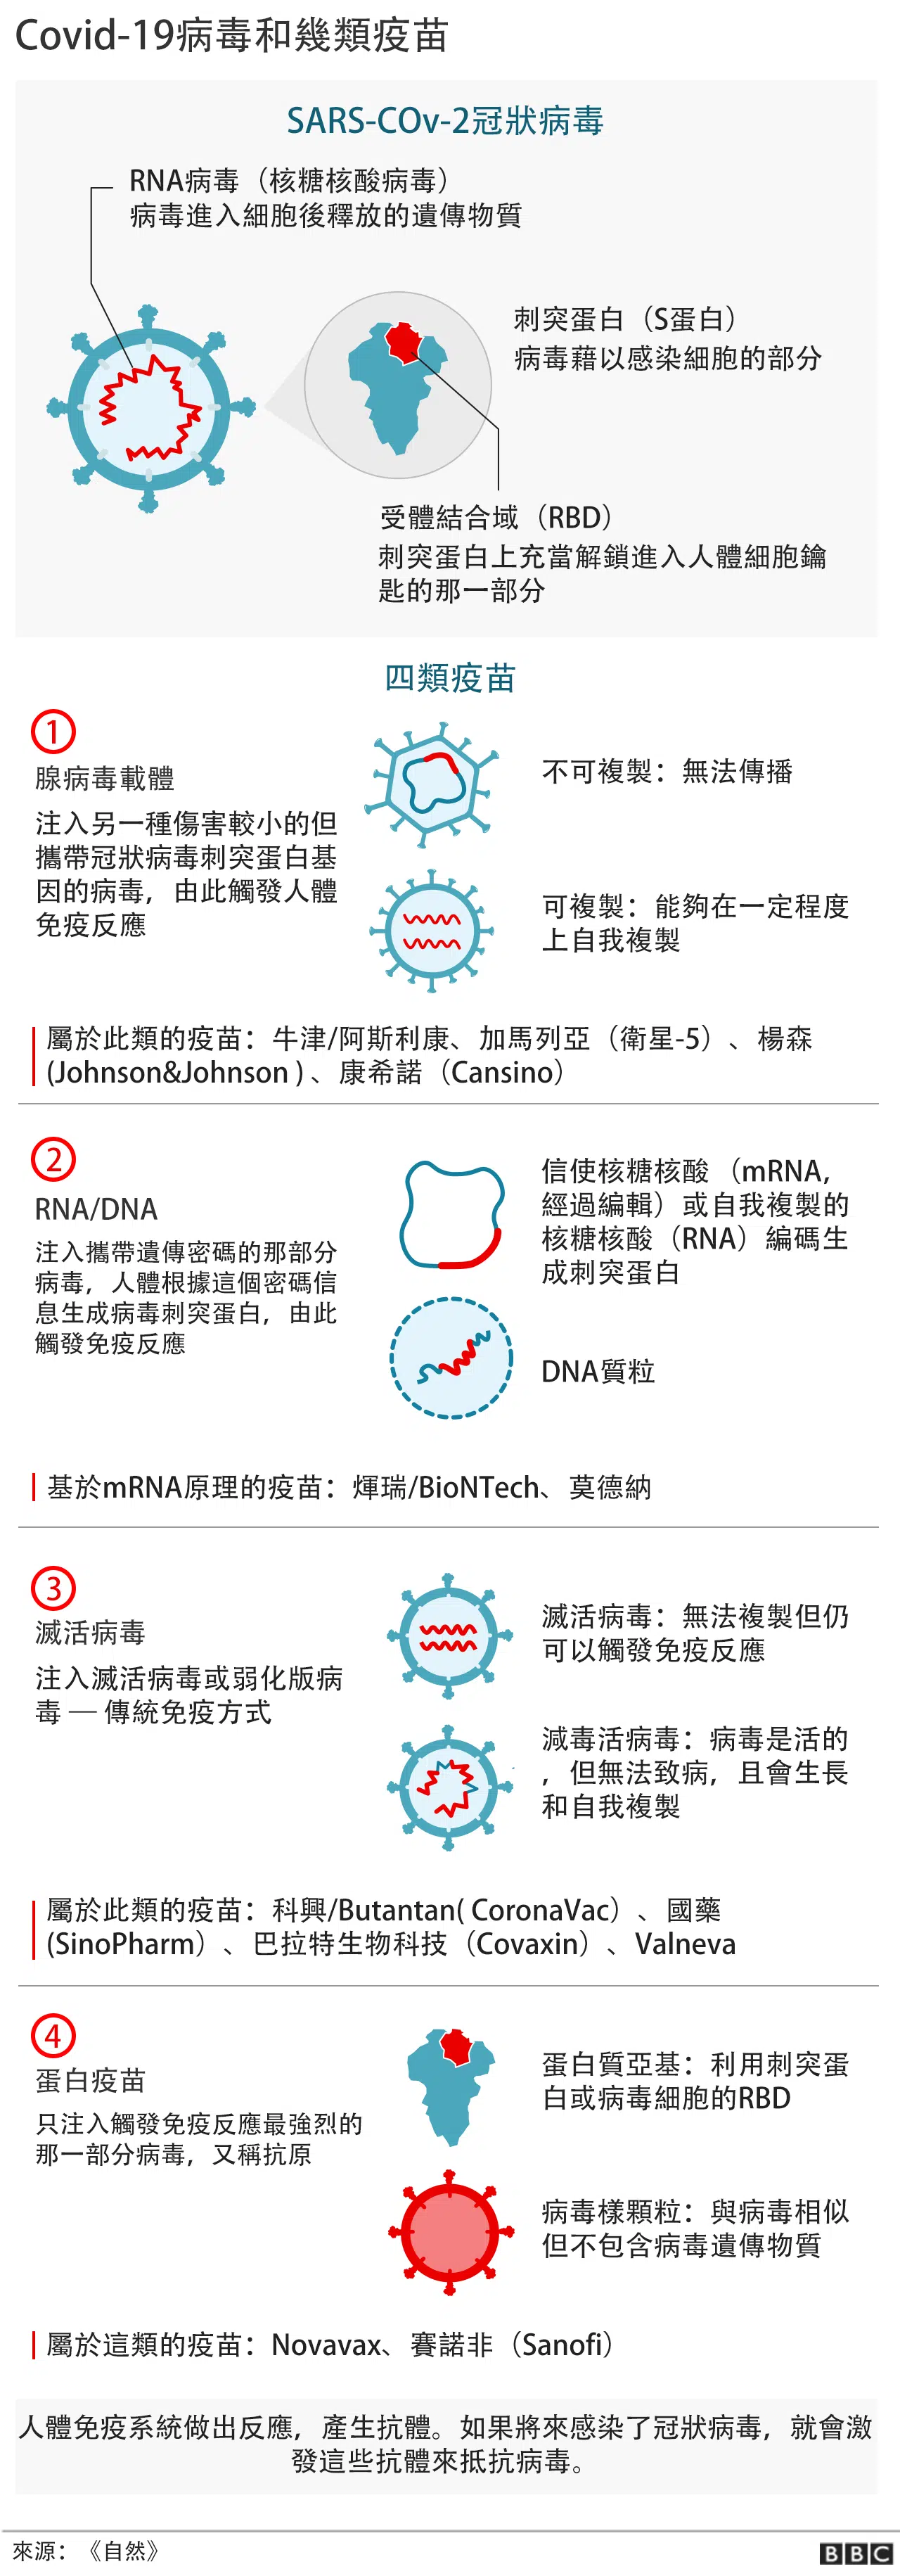 Covid-19病毒和幾類疫苗
SARS-COv-2冠狀病毒
RNA病毒（核糖核酸病毒）
病毒進入細胞後釋放的遺傳物質
刺突蛋白（S蛋白）
病毒藉以感染細胞的部分
受體結合域（RBD）
刺突蛋白上充當解鎖進入人體細胞鑰
匙的那一部分
四類疫苗
1
腺病毒載體
注入另一種傷害較小的但
攜帶冠狀病毒刺突蛋白基
因的病毒，由此觸發人體
免疫反應
不可複製：無法傳播
可複製：能夠在一定程度
上自我複製
屬於此類的疫苗：牛津/阿斯利康、加馬列亞（衛星-5）、楊森
(Johnson&Johnson )、康希諾（Cansino）
2
RNA/DNA
注入攜帶遺傳密碼的那部分
病毒，人體根據這個密碼信
息生成病毒刺突蛋白，由此
觸發免疫反應
信使核糖核酸（mRNA，
經過編輯）或自我複製的
核糖核酸（RNA）編碼生
成刺突蛋白
DNA質粒
基於mRNA原理的疫苗：輝瑞/BioNTech、莫德納
3
滅活病毒
注入滅活病毒或弱化版病
毒 — 傳統免疫方式
滅活病毒：無法複製但仍
可以觸發免疫反應
減毒活病毒：病毒是活的
，但無法致病，且會生長
和自我複製
屬於此類的疫苗：科興/Butantan( CoronaVac）、國藥
(SinoPharm）、巴拉特生物科技（Covaxin）、Valneva
4
蛋白疫苗
只注入觸發免疫反應最強烈的
那一部分病毒，又稱抗原
蛋白質亞基：利用刺突蛋
白或病毒細胞的RBD
病毒樣顆粒：與病毒相似
但不包含病毒遺傳物質
屬於這類的疫苗：Novavax、賽諾非（Sanofi）
人體免疫系統做出反應，產生抗體。如果將來感染了冠狀病毒，就會激
發這些抗體來抵抗病毒。
來源：《自然》
BBC